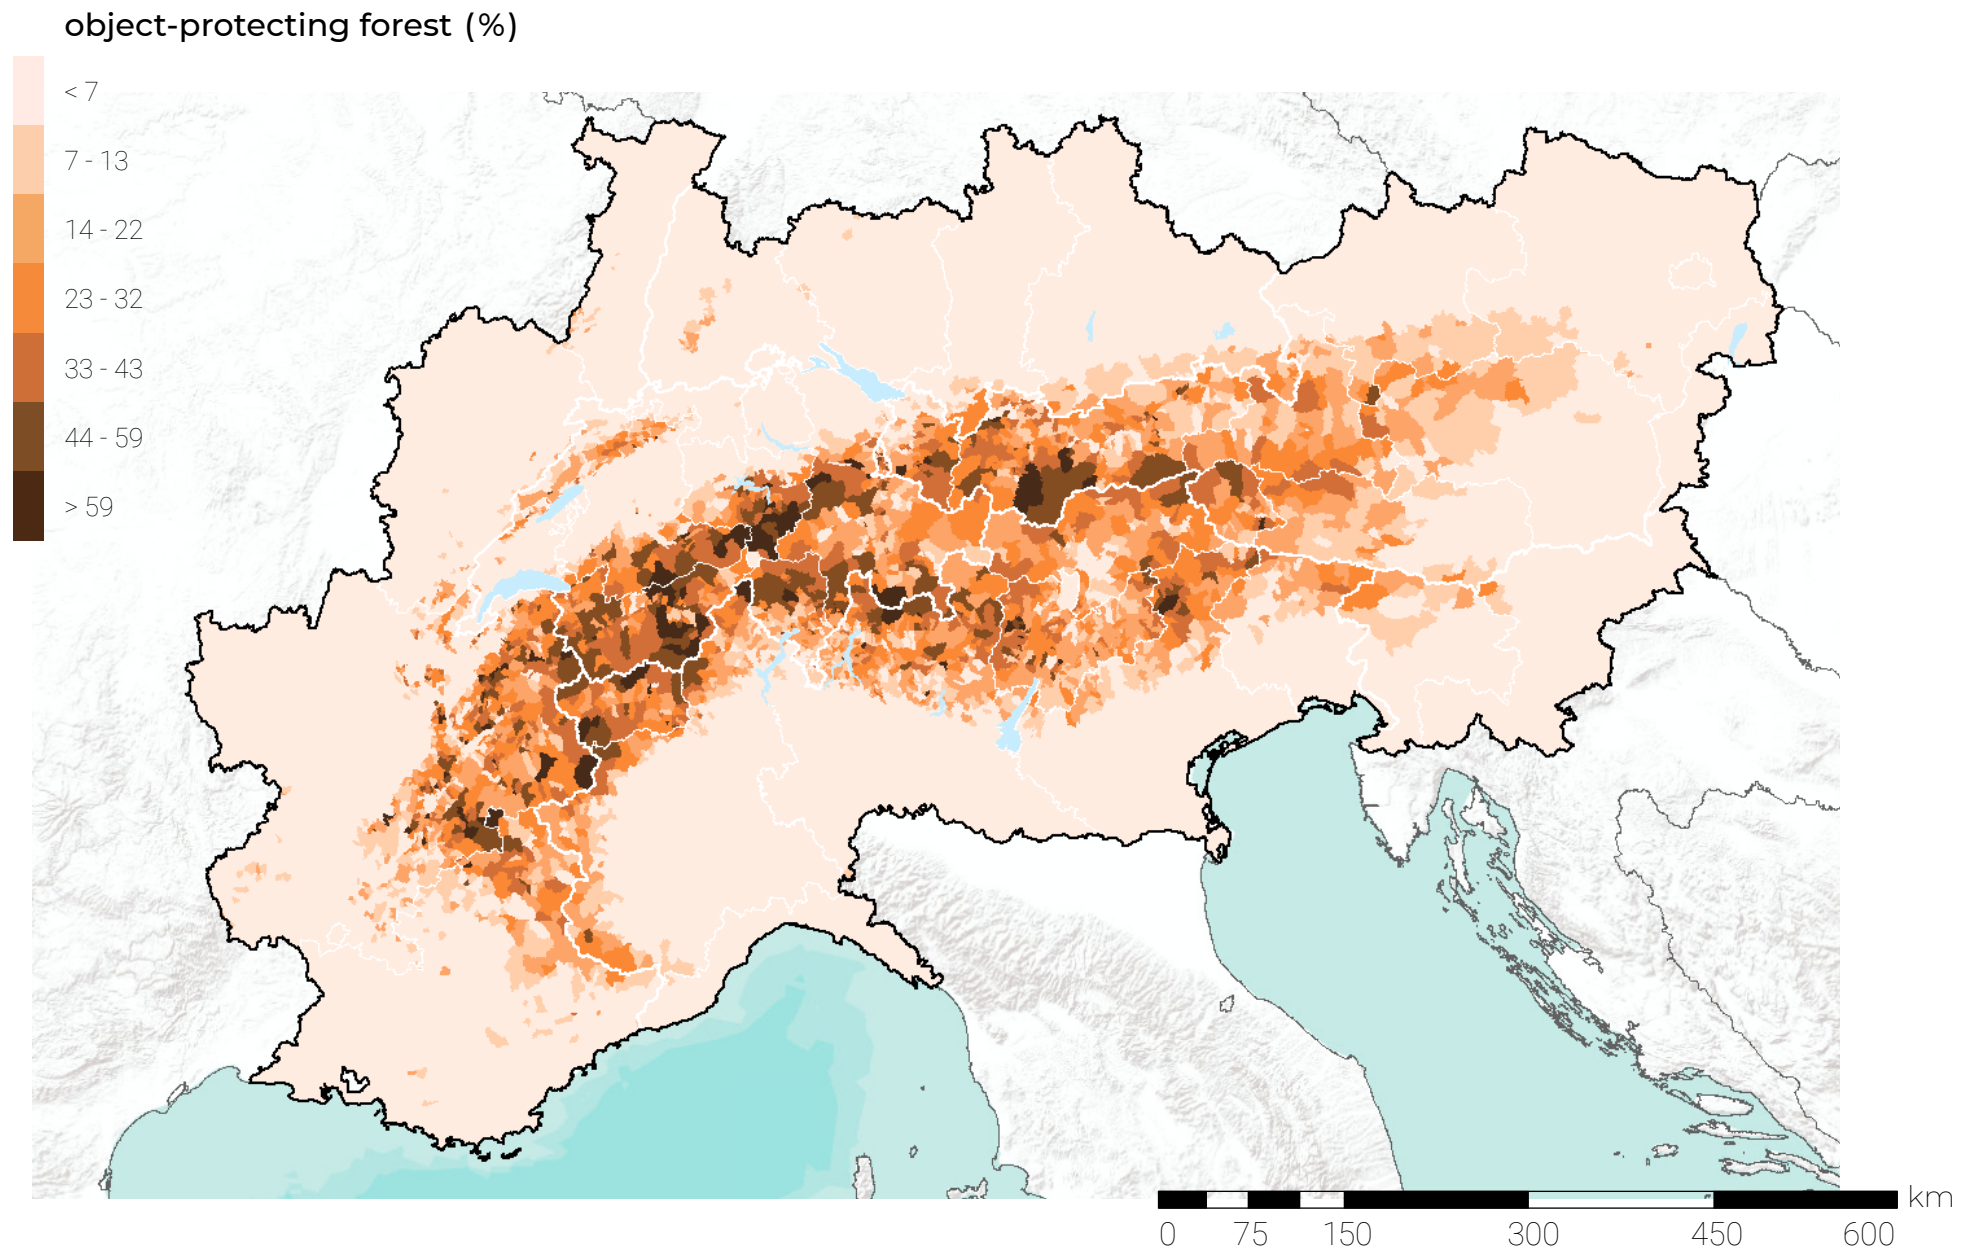 object-protecting forest (%)
< 7
7 - 13
14 - 22
23 - 32
33 - 43
44 - 59
> 59
km
0 75 150 300 450 600